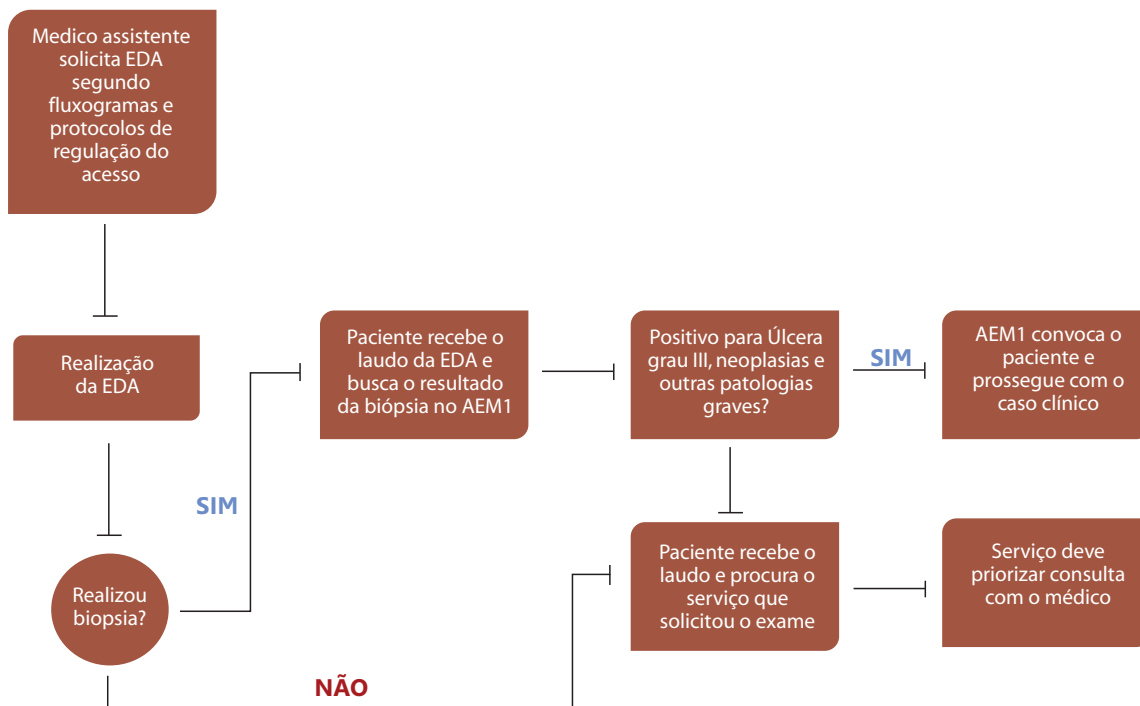 Medico assistente
solicita EDA
segundo
fluxogramas e
protocolos de
regulação do
acesso
Realização
da EDA
Paciente recebe o
laudo da EDA e
busca o resultado
da biópsia no AEM1
Positivo para Úlcera
grau III, neoplasias e
outras patologias
graves?
SIM
AEM1 convoca o
paciente e
prossegue com o
caso clínico
SIM
Realizou
biopsia?
Paciente recebe o
laudo e procura o
serviço que
solicitou o exame
Serviço deve
priorizar consulta
com o médico
NÃO